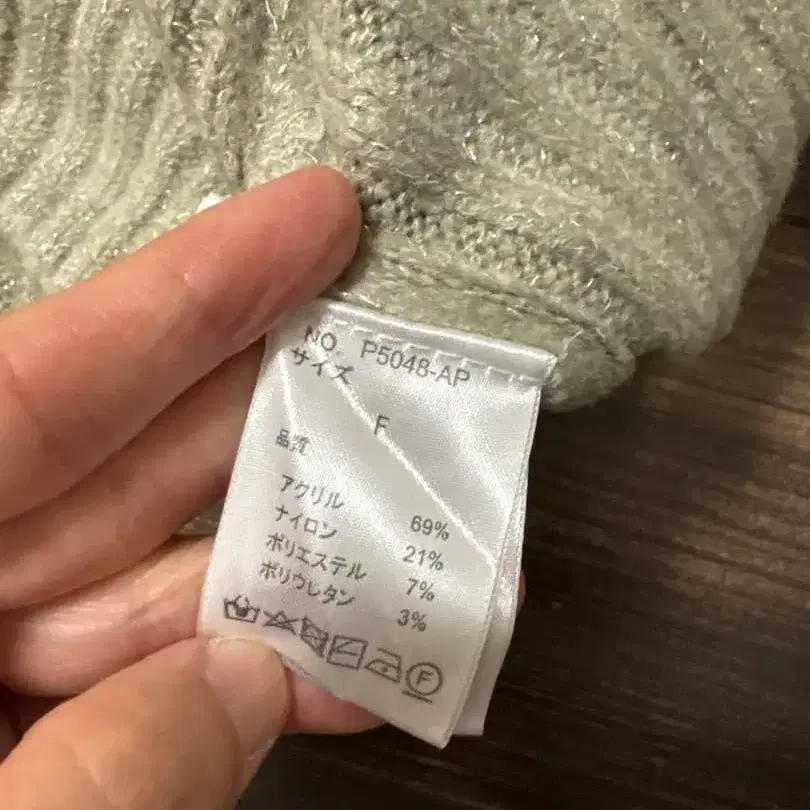 NO. P5048-AP
サイズ
F
品質
アクリル 69%
ナイロン 21%
ポリエステル 7%
ポリウレタン 3%
F